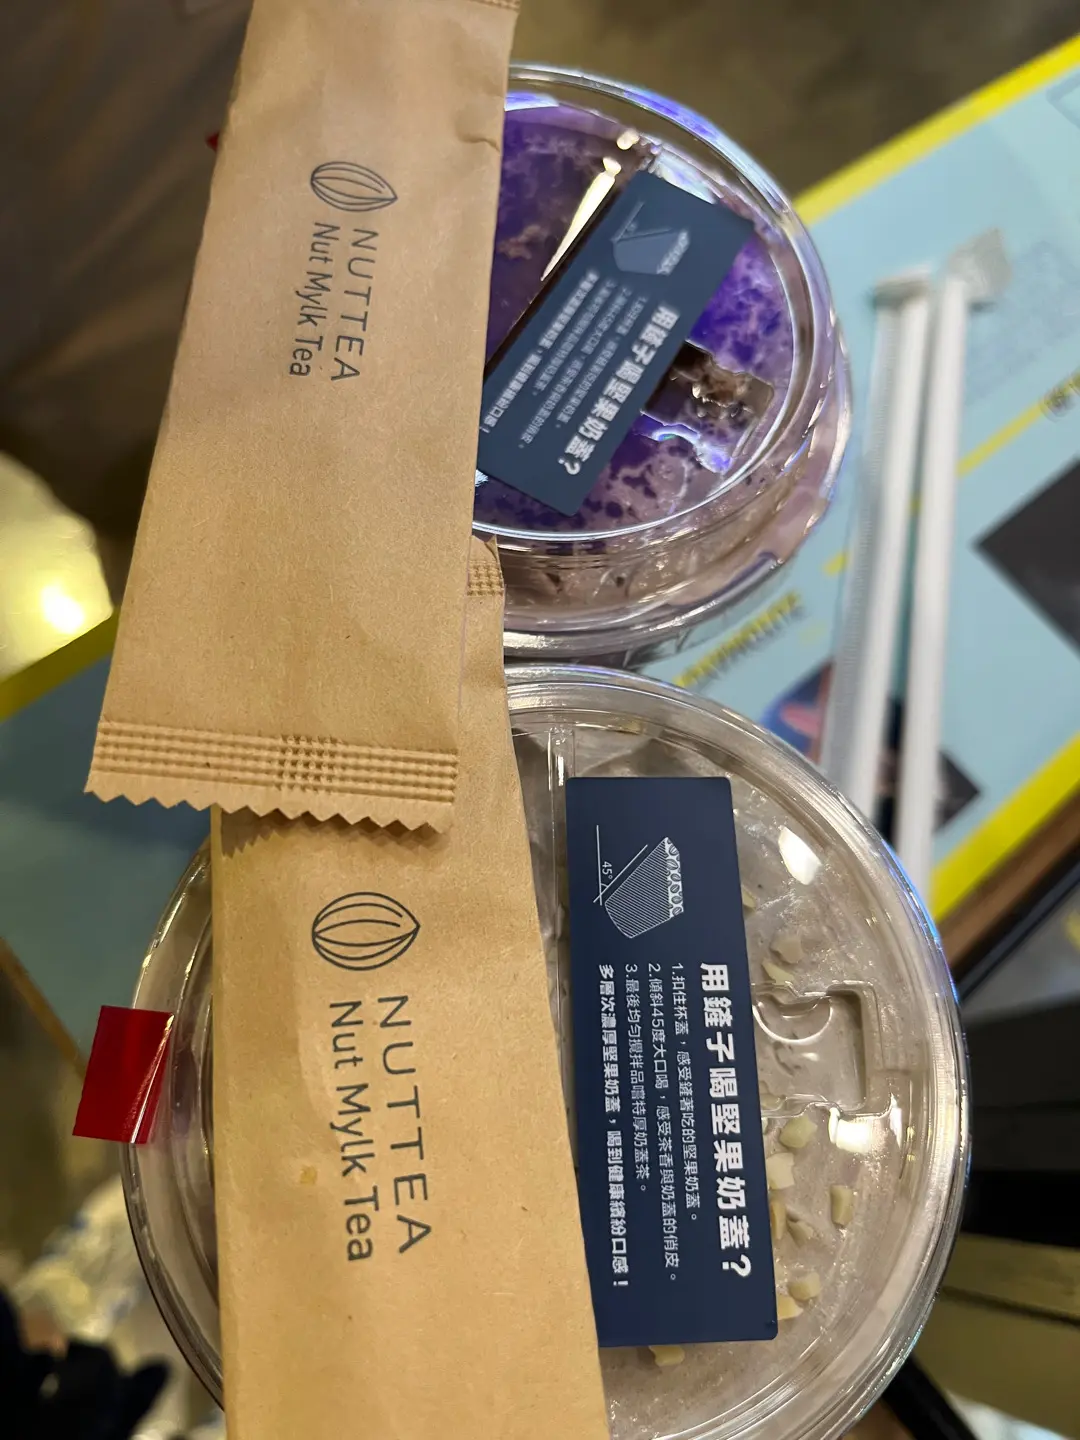 NUTTEA
Nut Mylk Tea
用鏟子喝堅果奶蓋?
NUTTEA
Nut Mylk Tea
45°
用鏟子喝堅果奶蓋?
1.扣住杯蓋，感受鏟著吃的堅果奶蓋。
2.傾斜45度大口喝，感受茶香與奶蓋的俏皮。
3.最後均勻攪拌品嚐特厚奶蓋茶。
多層次濃厚堅果奶蓋，喝到健康繽紛口感！